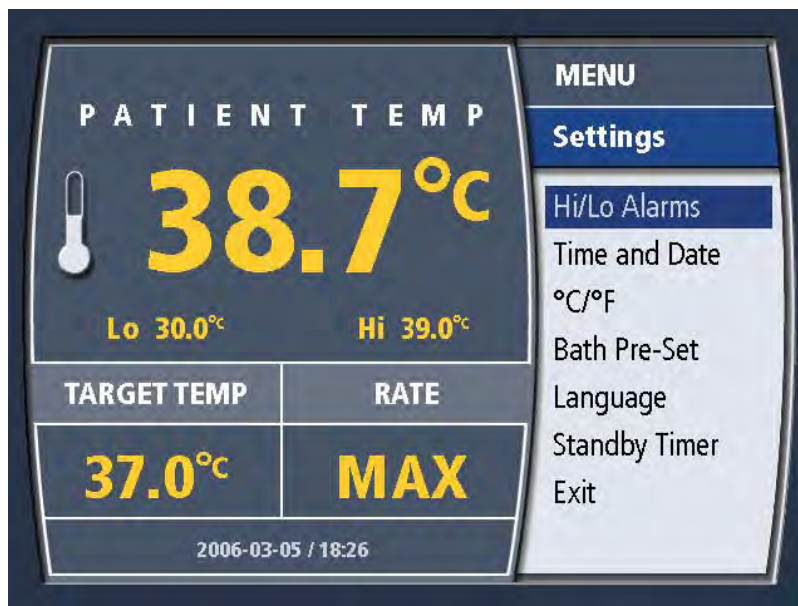 PATIENT TEMP
38.7°C
Lo 30.0°C Hi 39.0°C
TARGET TEMP RATE
37.0°C MAX
2006-03-05 / 18:26
MENU
Settings
Hi/Lo Alarms
Time and Date
°C/°F
Bath Pre-Set
Language
Standby Timer
Exit